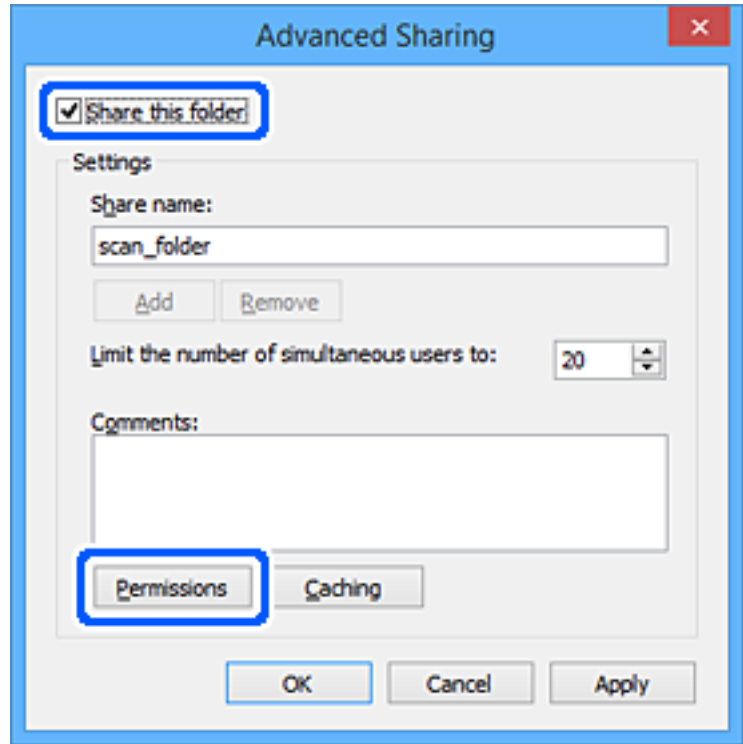 Advanced Sharing
Share this folder
Settings
Share name:
scan_folder
Add Remove
Limit the number of simultaneous users to: 20
Comments:
Permissions Caching
OK Cancel Apply